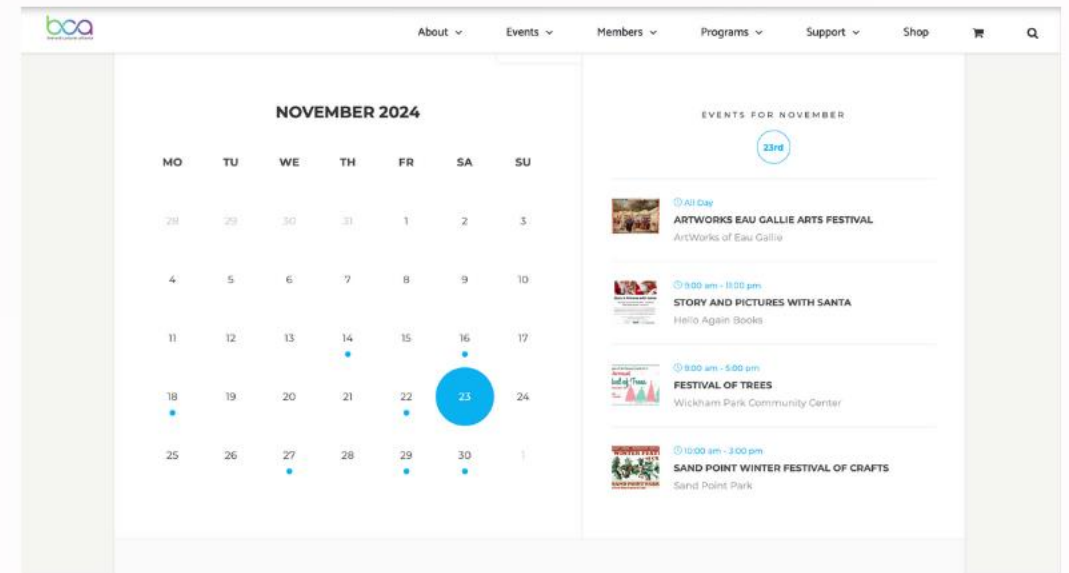 bca
About Events Members Programs Support Shop
NOVEMBER 2024
MO TU WE TH FR SA SU
28 29 30 31 1 2 3
4 5 6 7 8 9 10
11 12 13 14 15 16 17
18 19 20 21 22 23 24
25 26 27 28 29 30 1
EVENTS FOR NOVEMBER
23rd
All Day
ARTWORKS EAU GALLIE ARTS FESTIVAL
ArtWorks of Eau Gallie
9:00 am - 11:00 pm
STORY AND PICTURES WITH SANTA
Hello Again Books
9:00 am - 5:00 pm
FESTIVAL OF TREES
Wickham Park Community Center
WINTER FEST
SAND POINT PARK
10:00 am - 3:00 pm
SAND POINT WINTER FESTIVAL OF CRAFTS
Sand Point Park